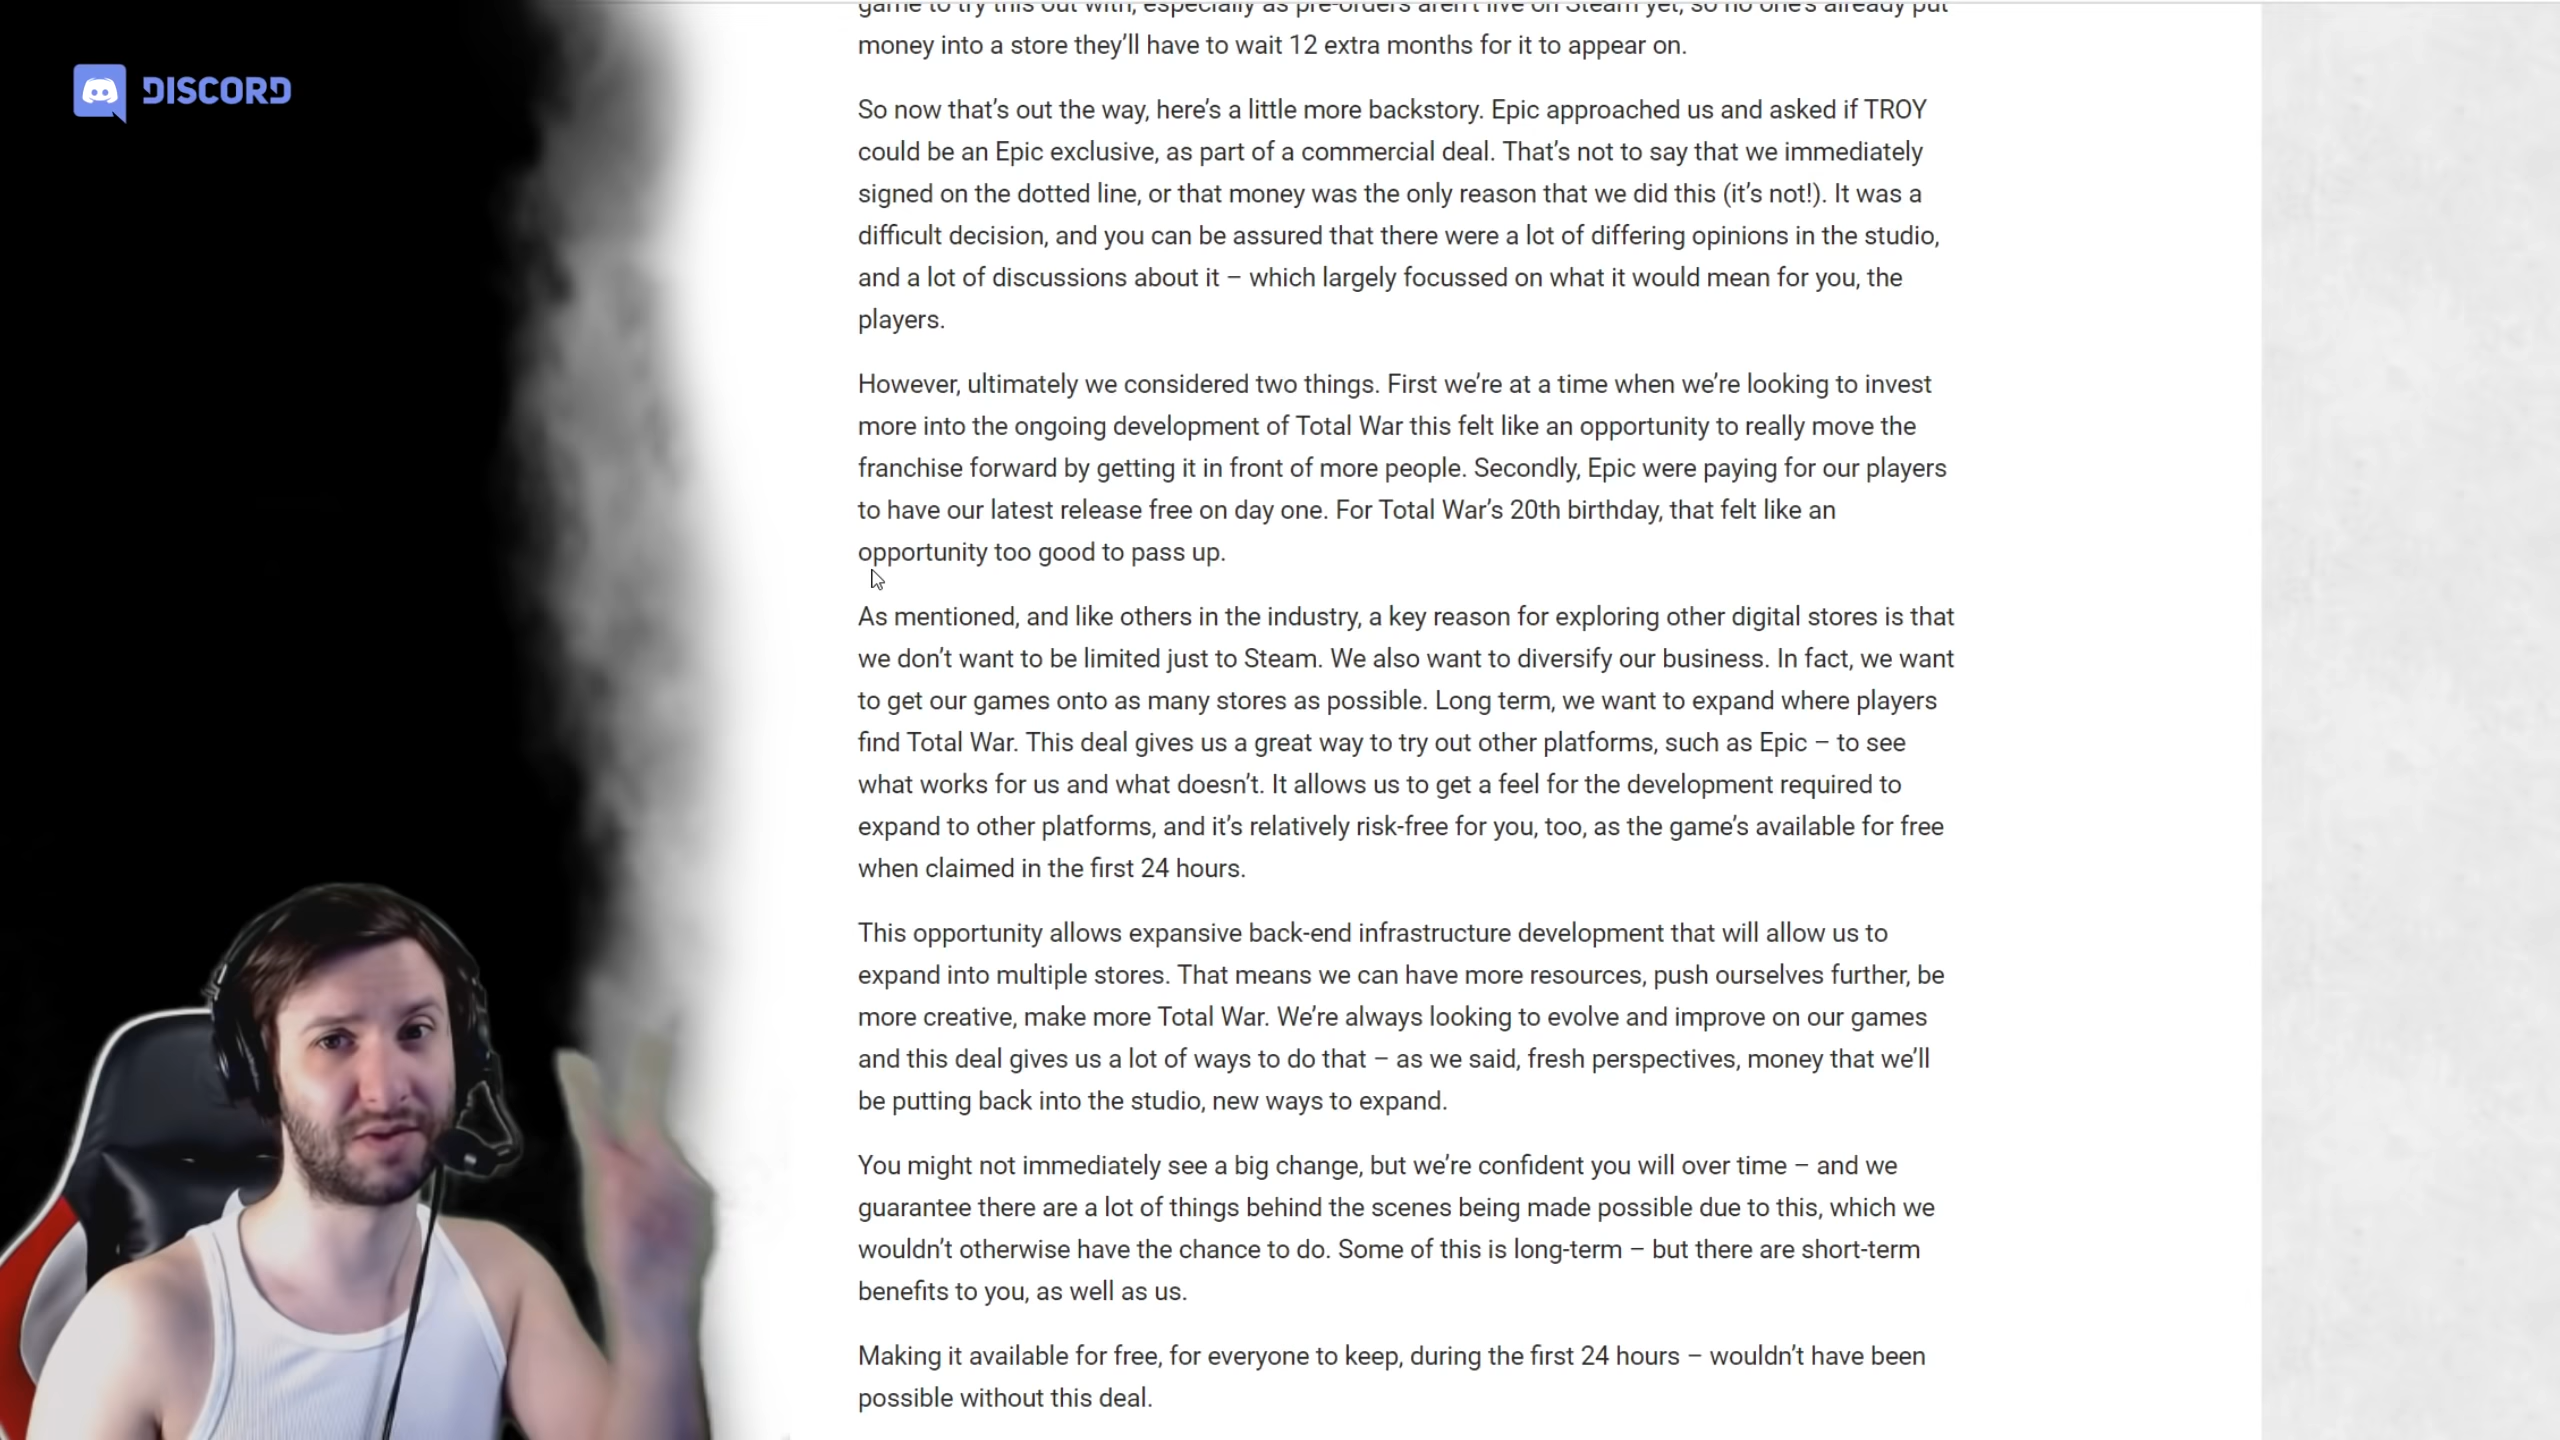 DISCORD
game to try this out with, especially as pre-orders aren't live on Steam yet, so no one's already put
money into a store they'll have to wait 12 extra months for it to appear on.
So now that's out the way, here's a little more backstory. Epic approached us and asked if TROY
could be an Epic exclusive, as part of a commercial deal. That's not to say that we immediately
signed on the dotted line, or that money was the only reason that we did this (it's not!). It was a
difficult decision, and you can be assured that there were a lot of differing opinions in the studio,
and a lot of discussions about it – which largely focussed on what it would mean for you, the
players.
However, ultimately we considered two things. First we're at a time when we're looking to invest
more into the ongoing development of Total War this felt like an opportunity to really move the
franchise forward by getting it in front of more people. Secondly, Epic were paying for our players
to have our latest release free on day one. For Total War's 20th birthday, that felt like an
opportunity too good to pass up.
As mentioned, and like others in the industry, a key reason for exploring other digital stores is that
we don't want to be limited just to Steam. We also want to diversify our business. In fact, we want
to get our games onto as many stores as possible. Long term, we want to expand where players
find Total War. This deal gives us a great way to try out other platforms, such as Epic – to see
what works for us and what doesn't. It allows us to get a feel for the development required to
expand to other platforms, and it's relatively risk-free for you, too, as the game's available for free
when claimed in the first 24 hours.
This opportunity allows expansive back-end infrastructure development that will allow us to
expand into multiple stores. That means we can have more resources, push ourselves further, be
more creative, make more Total War. We're always looking to evolve and improve on our games
and this deal gives us a lot of ways to do that – as we said, fresh perspectives, money that we'll
be putting back into the studio, new ways to expand.
You might not immediately see a big change, but we're confident you will over time – and we
guarantee there are a lot of things behind the scenes being made possible due to this, which we
wouldn't otherwise have the chance to do. Some of this is long-term – but there are short-term
benefits to you, as well as us.
Making it available for free, for everyone to keep, during the first 24 hours – wouldn't have been
possible without this deal.